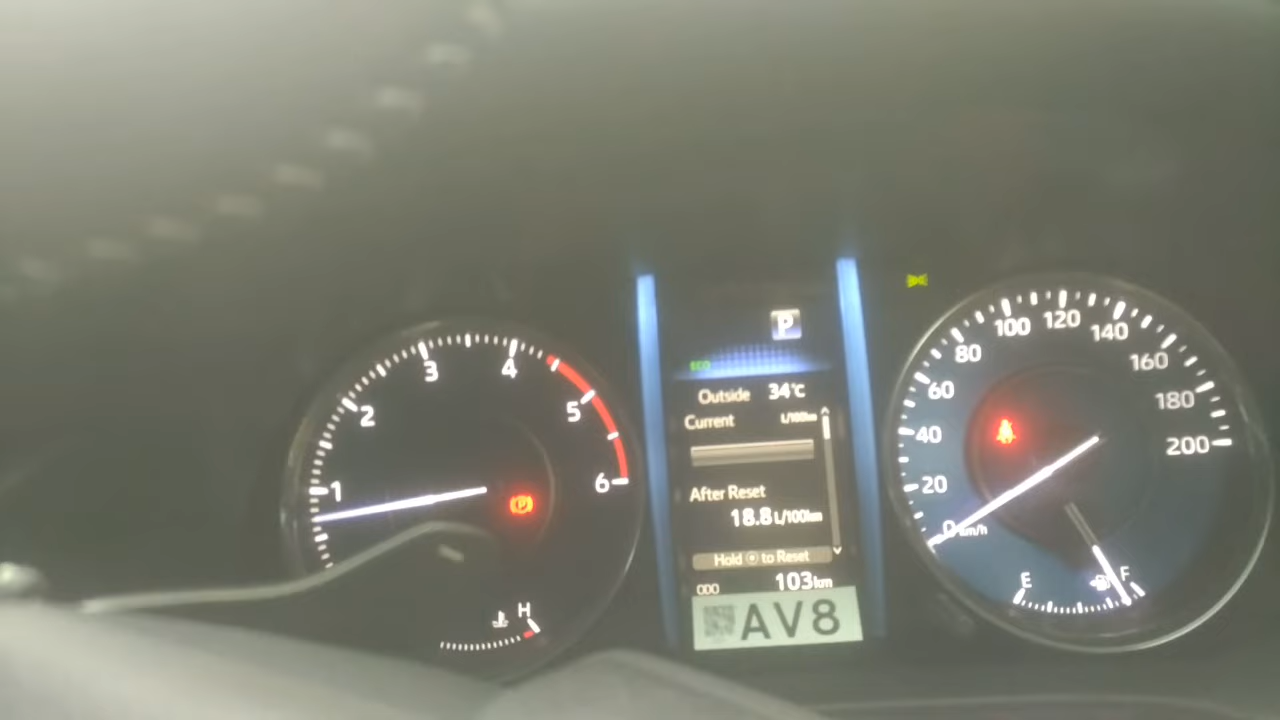 1
2
3
4
5
6
H
P
ECO
Outside 34°C
Current L/100km
After Reset
18.8 L/100km
Hold to Reset
ODO 103km
AV8
0 km/h
20
40
60
80
100
120
140
160
180
200
E
F